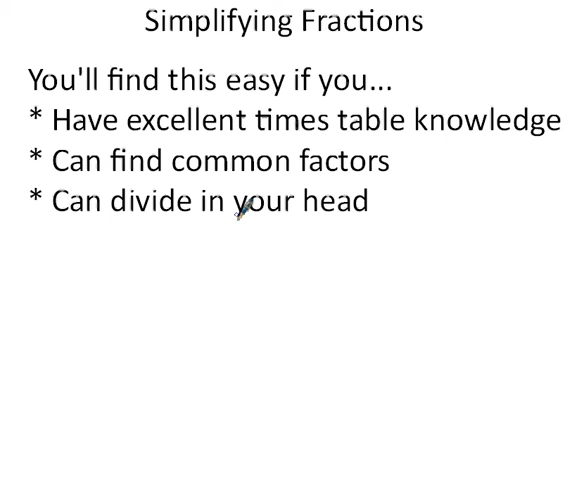 Simplifying Fractions
You'll find this easy if you...
* Have excellent times table knowledge
* Can find common factors
* Can divide in your head